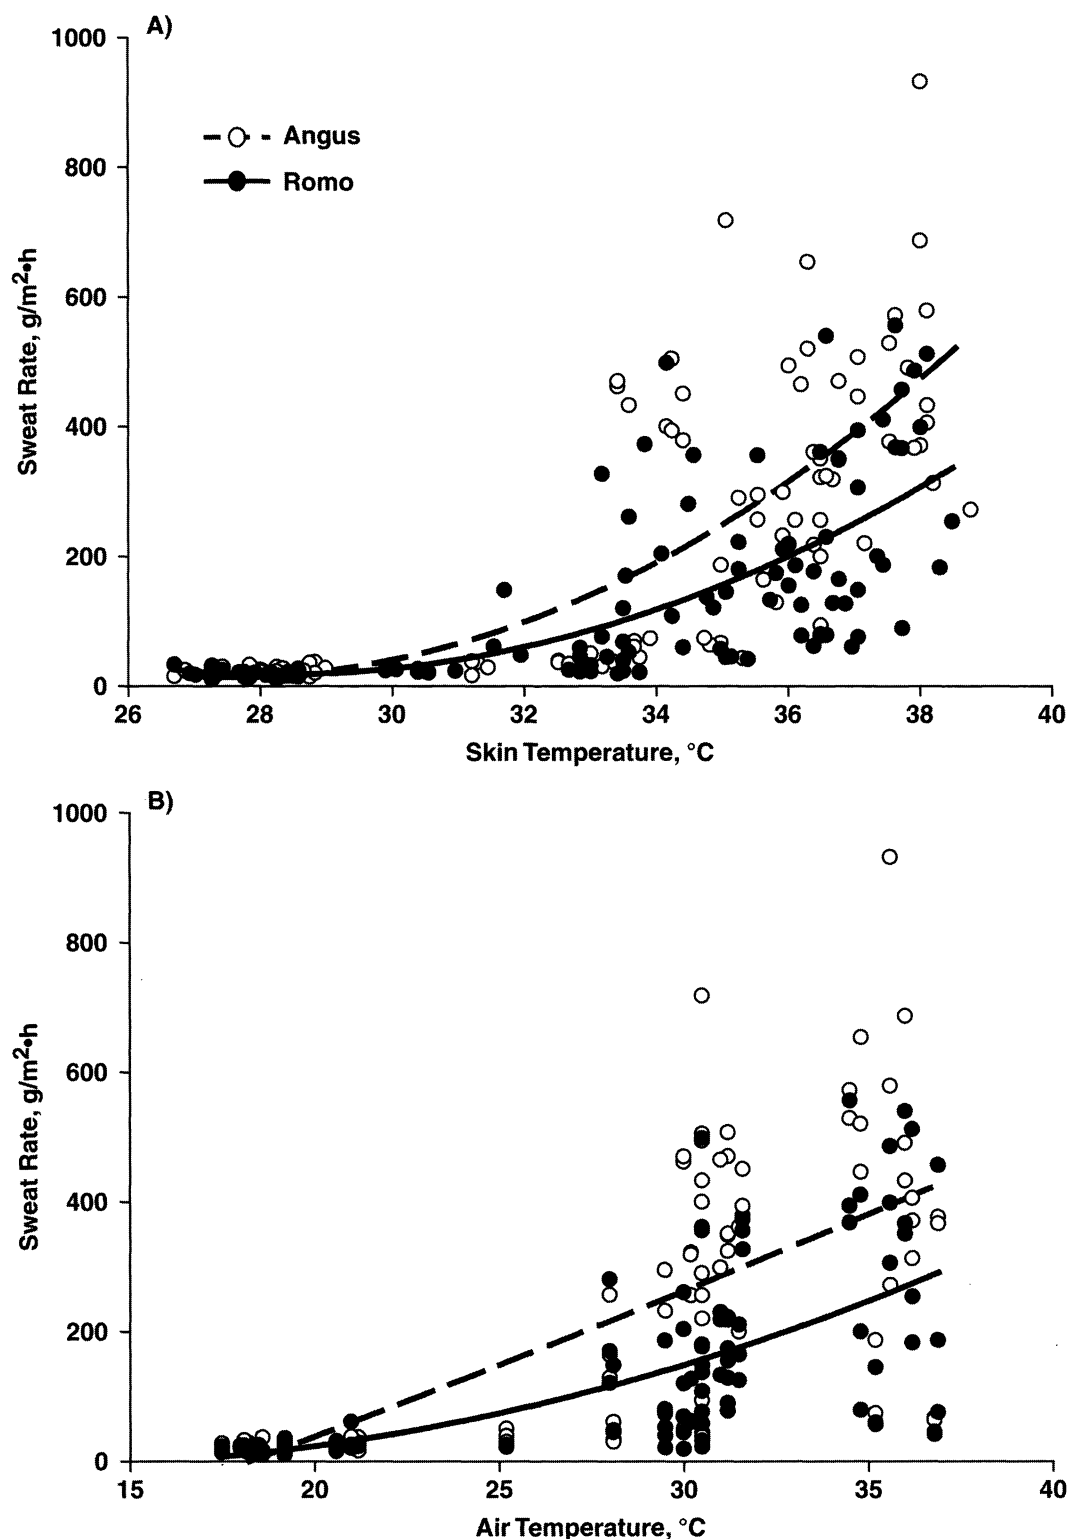 A)
1000
800
600
400
200
0
Sweat Rate, g/m²•h
Angus
Romo
26 28 30 32 34 36 38 40
Skin Temperature, °C
B)
1000
800
600
400
200
0
Sweat Rate, g/m²•h
15 20 25 30 35 40
Air Temperature, °C